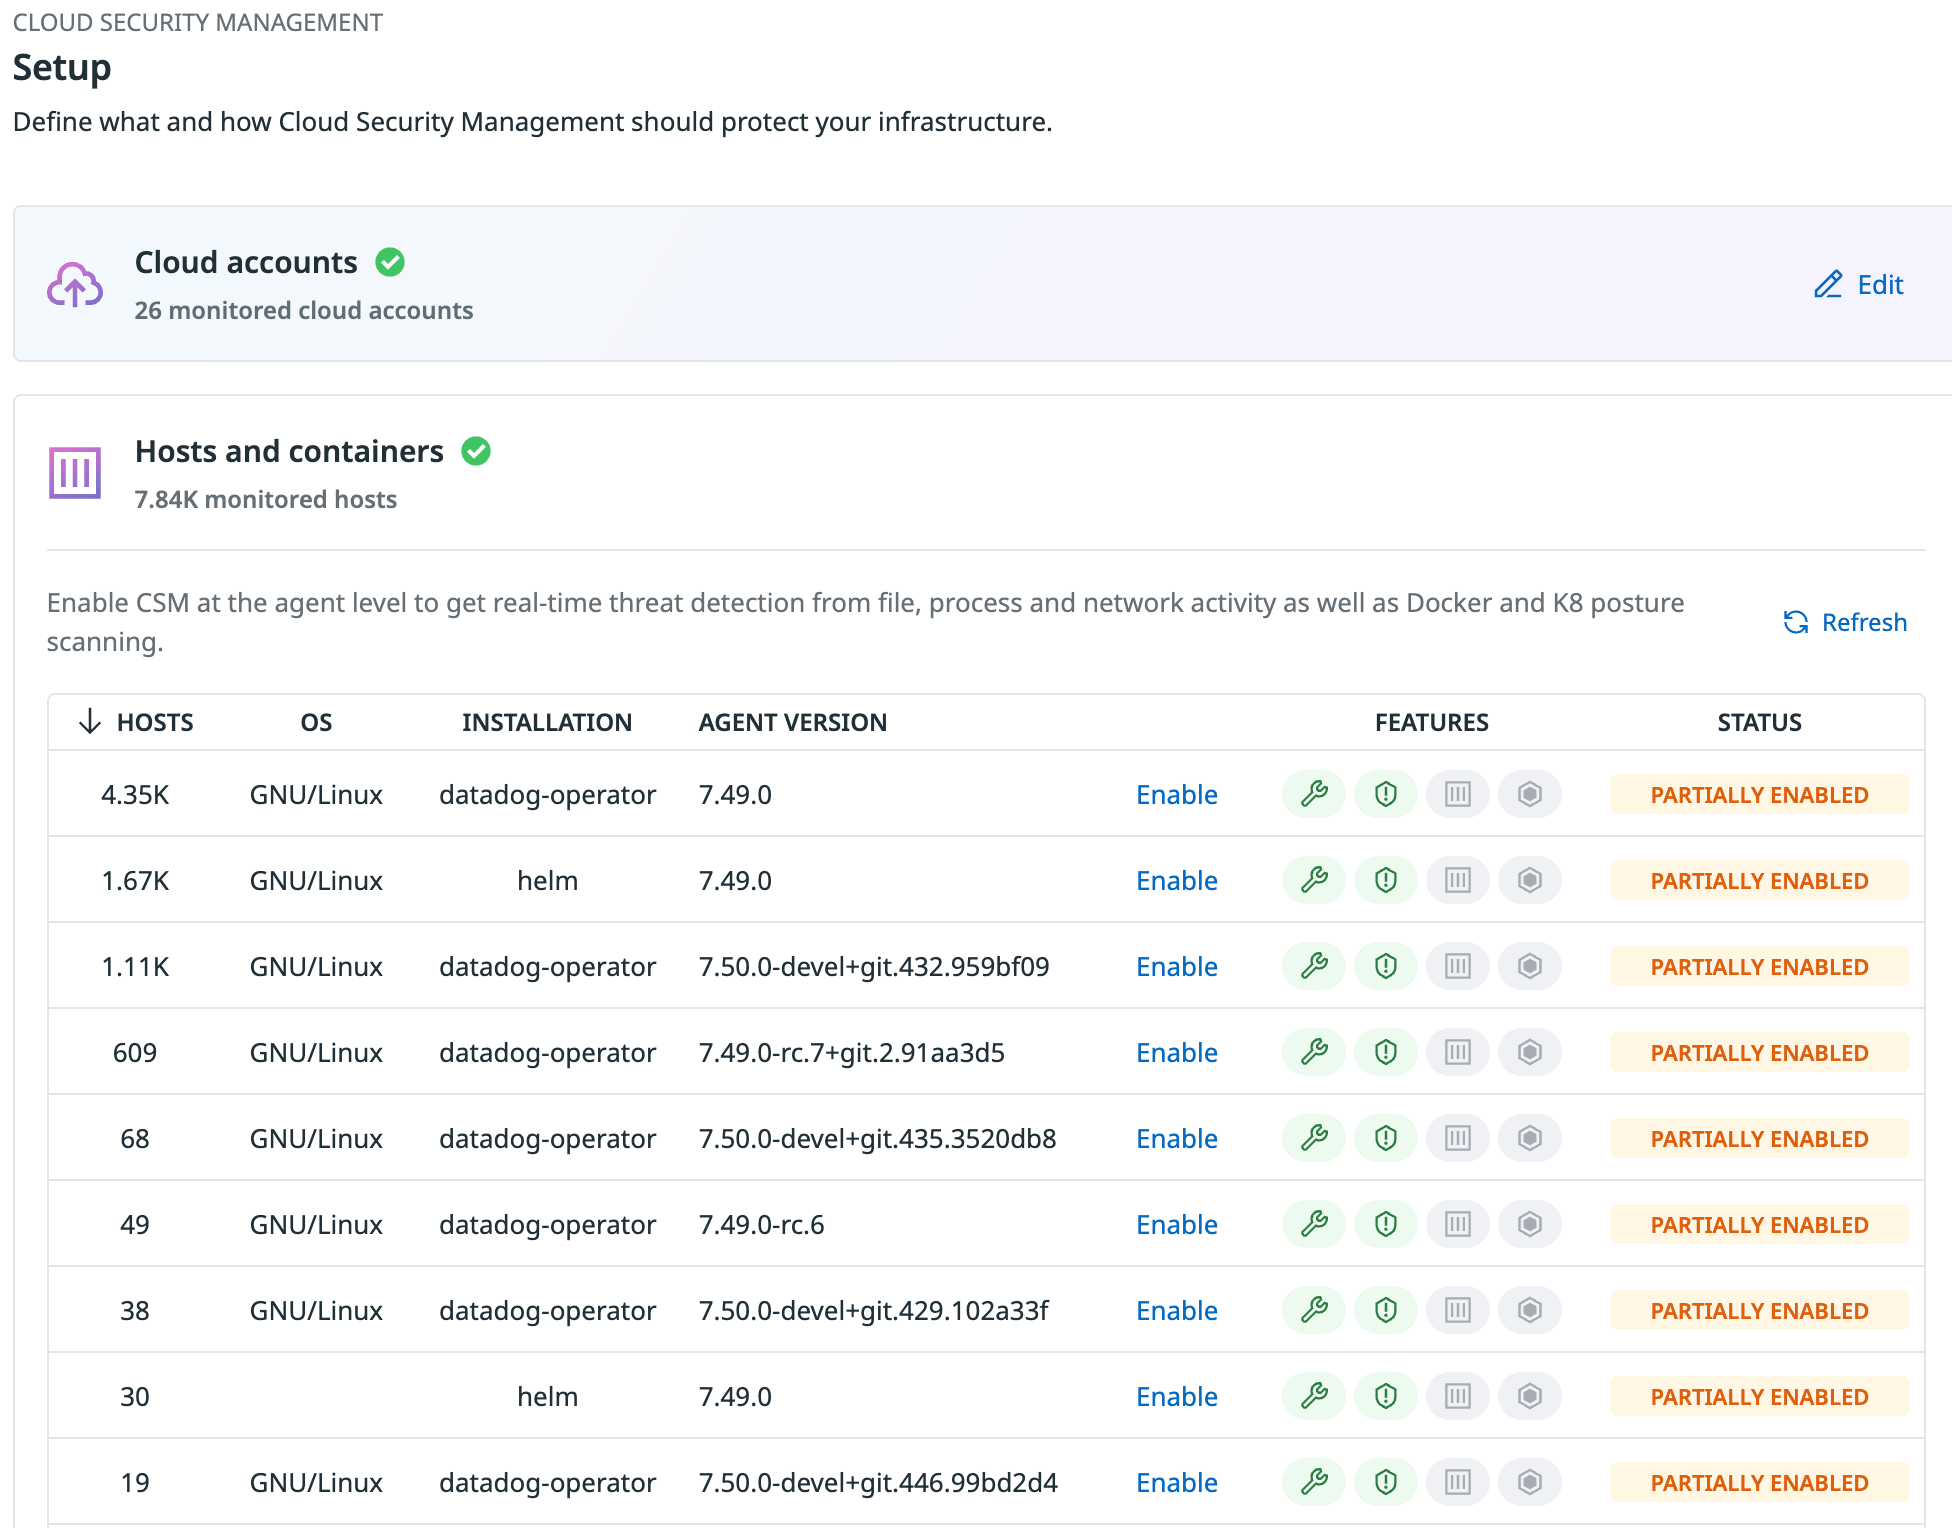 CLOUD SECURITY MANAGEMENT
Setup
Define what and how Cloud Security Management should protect your infrastructure.
Cloud accounts
26 monitored cloud accounts
Edit
Hosts and containers
7.84K monitored hosts
Enable CSM at the agent level to get real-time threat detection from file, process and network activity as well as Docker and K8 posture
scanning.
Refresh
HOSTS OS INSTALLATION AGENT VERSION FEATURES STATUS
4.35K GNU/Linux datadog-operator 7.49.0 Enable PARTIALLY ENABLED
1.67K GNU/Linux helm 7.49.0 Enable PARTIALLY ENABLED
1.11K GNU/Linux datadog-operator 7.50.0-devel+git.432.959bf09 Enable PARTIALLY ENABLED
609 GNU/Linux datadog-operator 7.49.0-rc.7+git.2.91aa3d5 Enable PARTIALLY ENABLED
68 GNU/Linux datadog-operator 7.50.0-devel+git.435.3520db8 Enable PARTIALLY ENABLED
49 GNU/Linux datadog-operator 7.49.0-rc.6 Enable PARTIALLY ENABLED
38 GNU/Linux datadog-operator 7.50.0-devel+git.429.102a33f Enable PARTIALLY ENABLED
30 helm 7.49.0 Enable PARTIALLY ENABLED
19 GNU/Linux datadog-operator 7.50.0-devel+git.446.99bd2d4 Enable PARTIALLY ENABLED